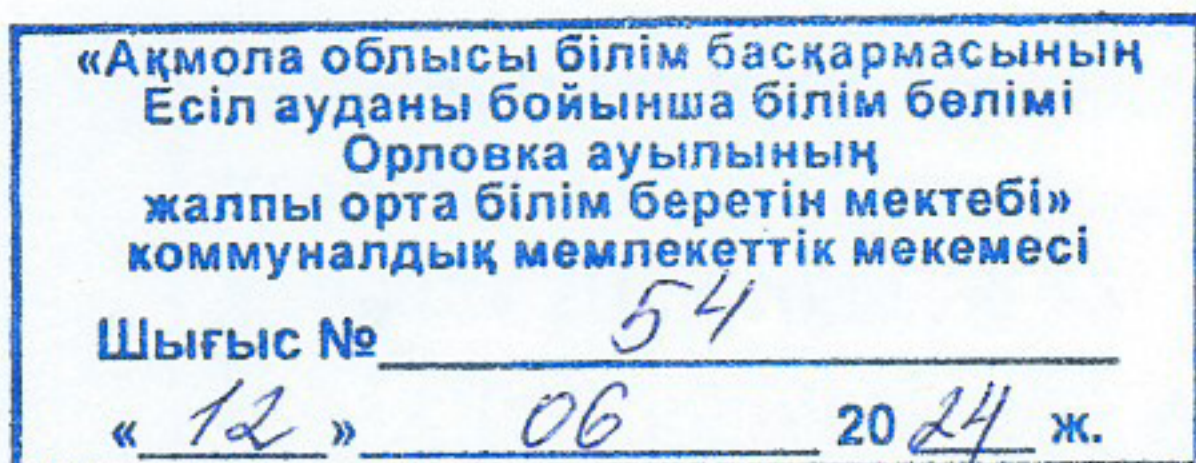 «Ақмола облысы білім басқармасының
Есіл ауданы бойынша білім бөлімі
Орловка ауылының
жалпы орта білім беретін мектебі»
коммуналдық мемлекеттік мекемесі
Шығыс № 54
« 12 » 06 20 24 ж.